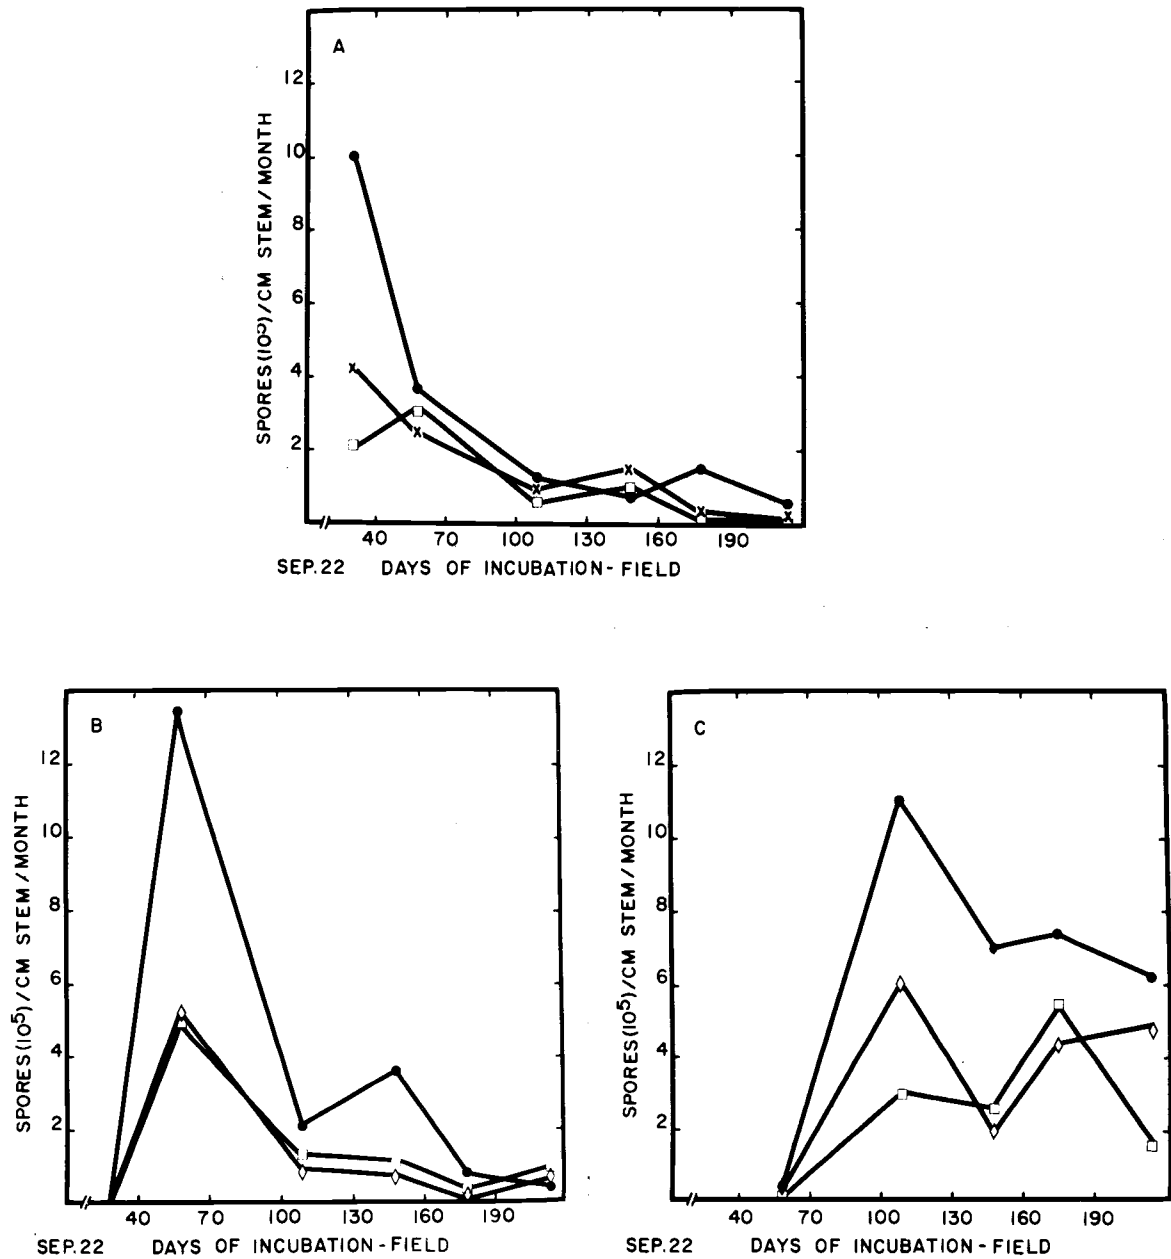 A
12
10
8
6
4
2
SPORES(10⁵)/CM STEM/MONTH
40 70 100 130 160 190
SEP.22 DAYS OF INCUBATION-FIELD
B
12
10
8
6
4
2
SPORES(10⁵)/CM STEM/MONTH
40 70 100 130 160 190
SEP.22 DAYS OF INCUBATION-FIELD
C
12
10
8
6
4
2
SPORES(10⁵)/CM STEM/MONTH
40 70 100 130 160 190
SEP.22 DAYS OF INCUBATION-FIELD